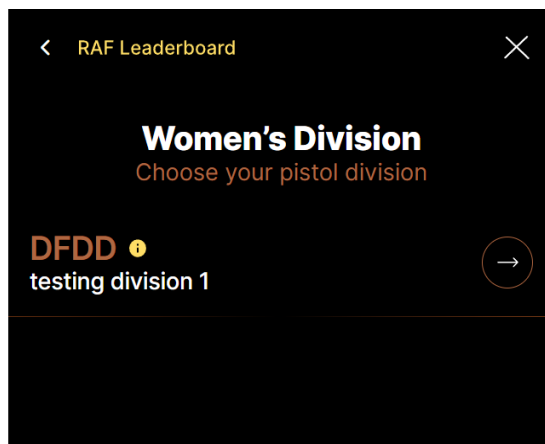 RAF Leaderboard
Women's Division
Choose your pistol division
DFDD
testing division 1